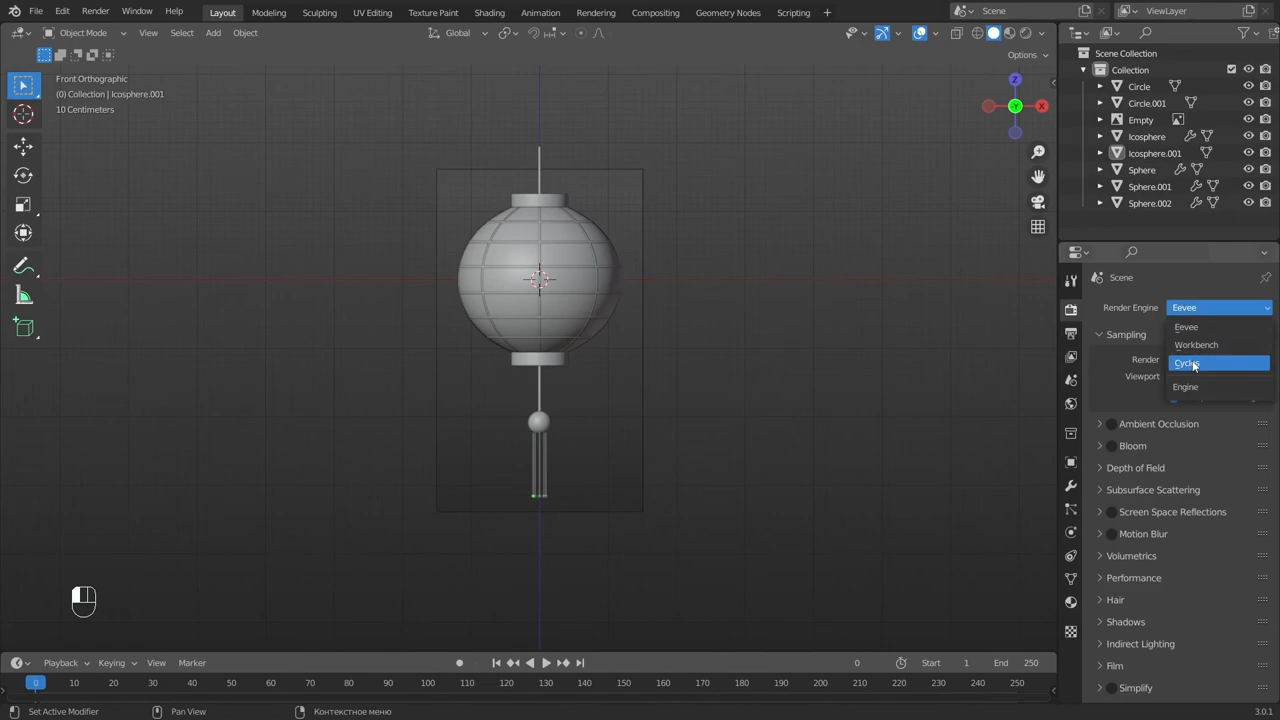 File Edit Render Window Help
Layout Modeling Sculpting UV Editing Texture Paint Shading Animation Rendering Compositing Geometry Nodes Scripting
Scene
ViewLayer
Object Mode View Select Add Object
Global
Options
Front Orthographic
(0) Collection | Icosphere.001
10 Centimeters
Z
Y
X
Scene Collection
Collection
Circle
Circle.001
Empty
Icosphere
Icosphere.001
Sphere
Sphere.001
Sphere.002
Scene
Render Engine Eevee
Eevee
Workbench
Cycles
Engine
Sampling
Render
Viewport
Ambient Occlusion
Bloom
Depth of Field
Subsurface Scattering
Screen Space Reflections
Motion Blur
Volumetrics
Performance
Hair
Shadows
Indirect Lighting
Film
Simplify
Playback Keying View Marker
0 Start 1 End 250
0 10 20 30 40 50 60 70 80 90 100 110 120 130 140 150 160 170 180 190 200 210 220 230 240 250
Set Active Modifier Pan View Контекстное меню
3.0.1